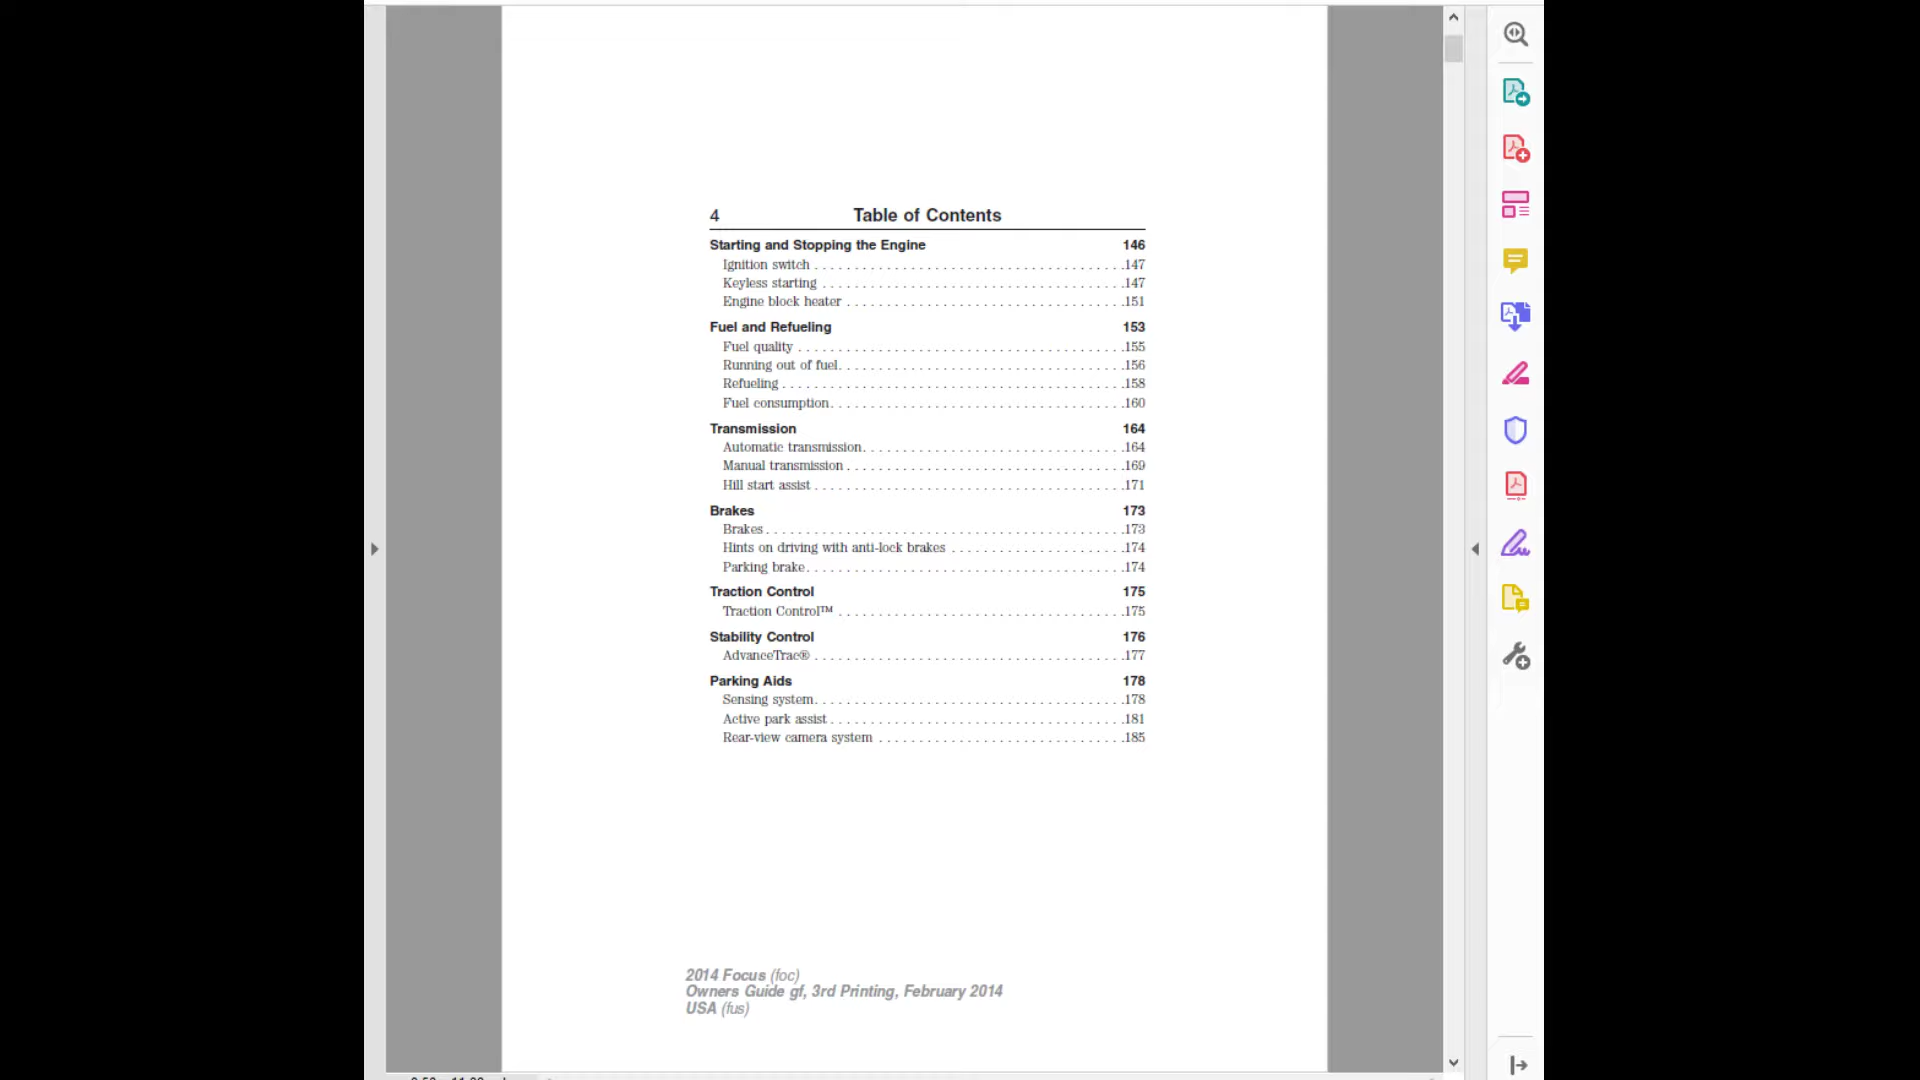 4 Table of Contents
Starting and Stopping the Engine 146
Ignition switch . . . . . . . . . . . . . . . . . . . . . . . . . . . . . . . . . . . . . . .147
Keyless starting . . . . . . . . . . . . . . . . . . . . . . . . . . . . . . . . . . . . . .147
Engine block heater . . . . . . . . . . . . . . . . . . . . . . . . . . . . . . . . . . .151
Fuel and Refueling 153
Fuel quality . . . . . . . . . . . . . . . . . . . . . . . . . . . . . . . . . . . . . . . . .155
Running out of fuel. . . . . . . . . . . . . . . . . . . . . . . . . . . . . . . . . . . .156
Refueling . . . . . . . . . . . . . . . . . . . . . . . . . . . . . . . . . . . . . . . . . . .158
Fuel consumption. . . . . . . . . . . . . . . . . . . . . . . . . . . . . . . . . . . . .160
Transmission 164
Automatic transmission. . . . . . . . . . . . . . . . . . . . . . . . . . . . . . . . .164
Manual transmission . . . . . . . . . . . . . . . . . . . . . . . . . . . . . . . . . . .169
Hill start assist . . . . . . . . . . . . . . . . . . . . . . . . . . . . . . . . . . . . . . .171
Brakes 173
Brakes . . . . . . . . . . . . . . . . . . . . . . . . . . . . . . . . . . . . . . . . . . . . .173
Hints on driving with anti-lock brakes . . . . . . . . . . . . . . . . . . . . . .174
Parking brake. . . . . . . . . . . . . . . . . . . . . . . . . . . . . . . . . . . . . . . .174
Traction Control 175
Traction Control™ . . . . . . . . . . . . . . . . . . . . . . . . . . . . . . . . . . . .175
Stability Control 176
AdvanceTrac® . . . . . . . . . . . . . . . . . . . . . . . . . . . . . . . . . . . . . . .177
Parking Aids 178
Sensing system. . . . . . . . . . . . . . . . . . . . . . . . . . . . . . . . . . . . . . .178
Active park assist . . . . . . . . . . . . . . . . . . . . . . . . . . . . . . . . . . . . .181
Rear-view camera system . . . . . . . . . . . . . . . . . . . . . . . . . . . . . . .185
2014 Focus (foc)
Owners Guide gf, 3rd Printing, February 2014
USA (fus)